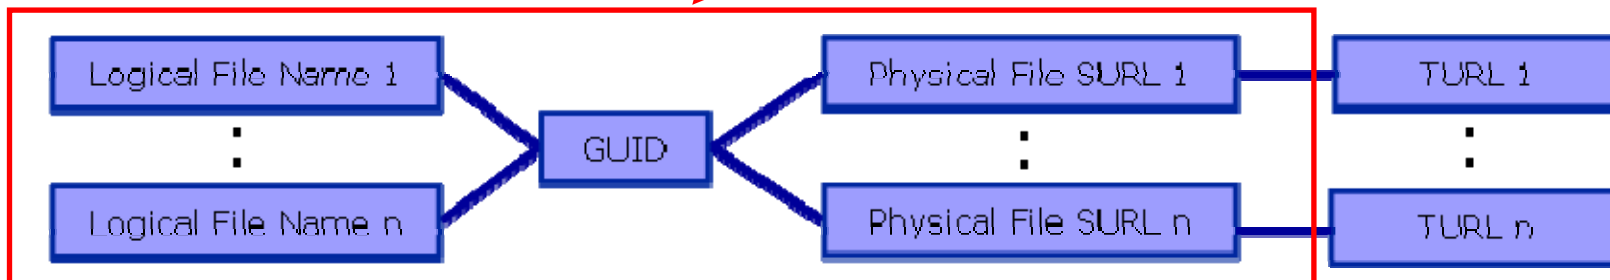 Logical File Name 1
Physical File SURL 1
TURL 1
GUID
Logical File Name n
Physical File SURL n
TURL n